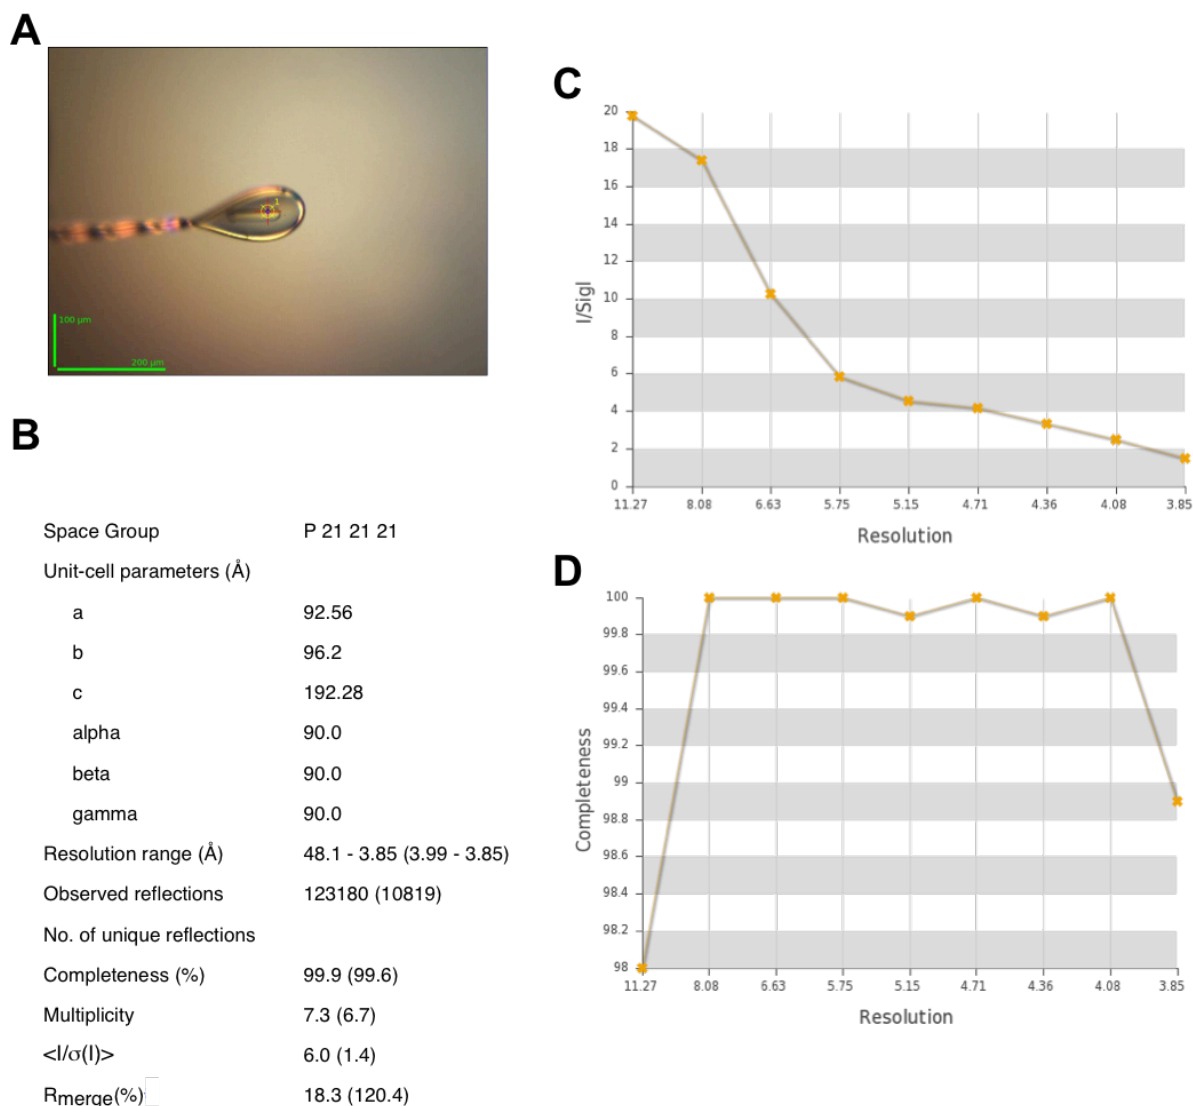 A
1
100 µm
200 µm
B
Space Group P 21 21 21
Unit-cell parameters (Å)
a 92.56
b 96.2
c 192.28
alpha 90.0
beta 90.0
gamma 90.0
Resolution range (Å) 48.1 - 3.85 (3.99 - 3.85)
Observed reflections 123180 (10819)
No. of unique reflections
Completeness (%) 99.9 (99.6)
Multiplicity 7.3 (6.7)
<I/σ(I)> 6.0 (1.4)
Rmerge(%) 18.3 (120.4)
C
20
18
16
14
12
10
8
6
4
2
0
I/SigI
11.27 8.08 6.63 5.75 5.15 4.71 4.36 4.08 3.85
Resolution
D
100
99.8
99.6
99.4
99.2
99
98.8
98.6
98.4
98.2
98
Completeness
11.27 8.08 6.63 5.75 5.15 4.71 4.36 4.08 3.85
Resolution